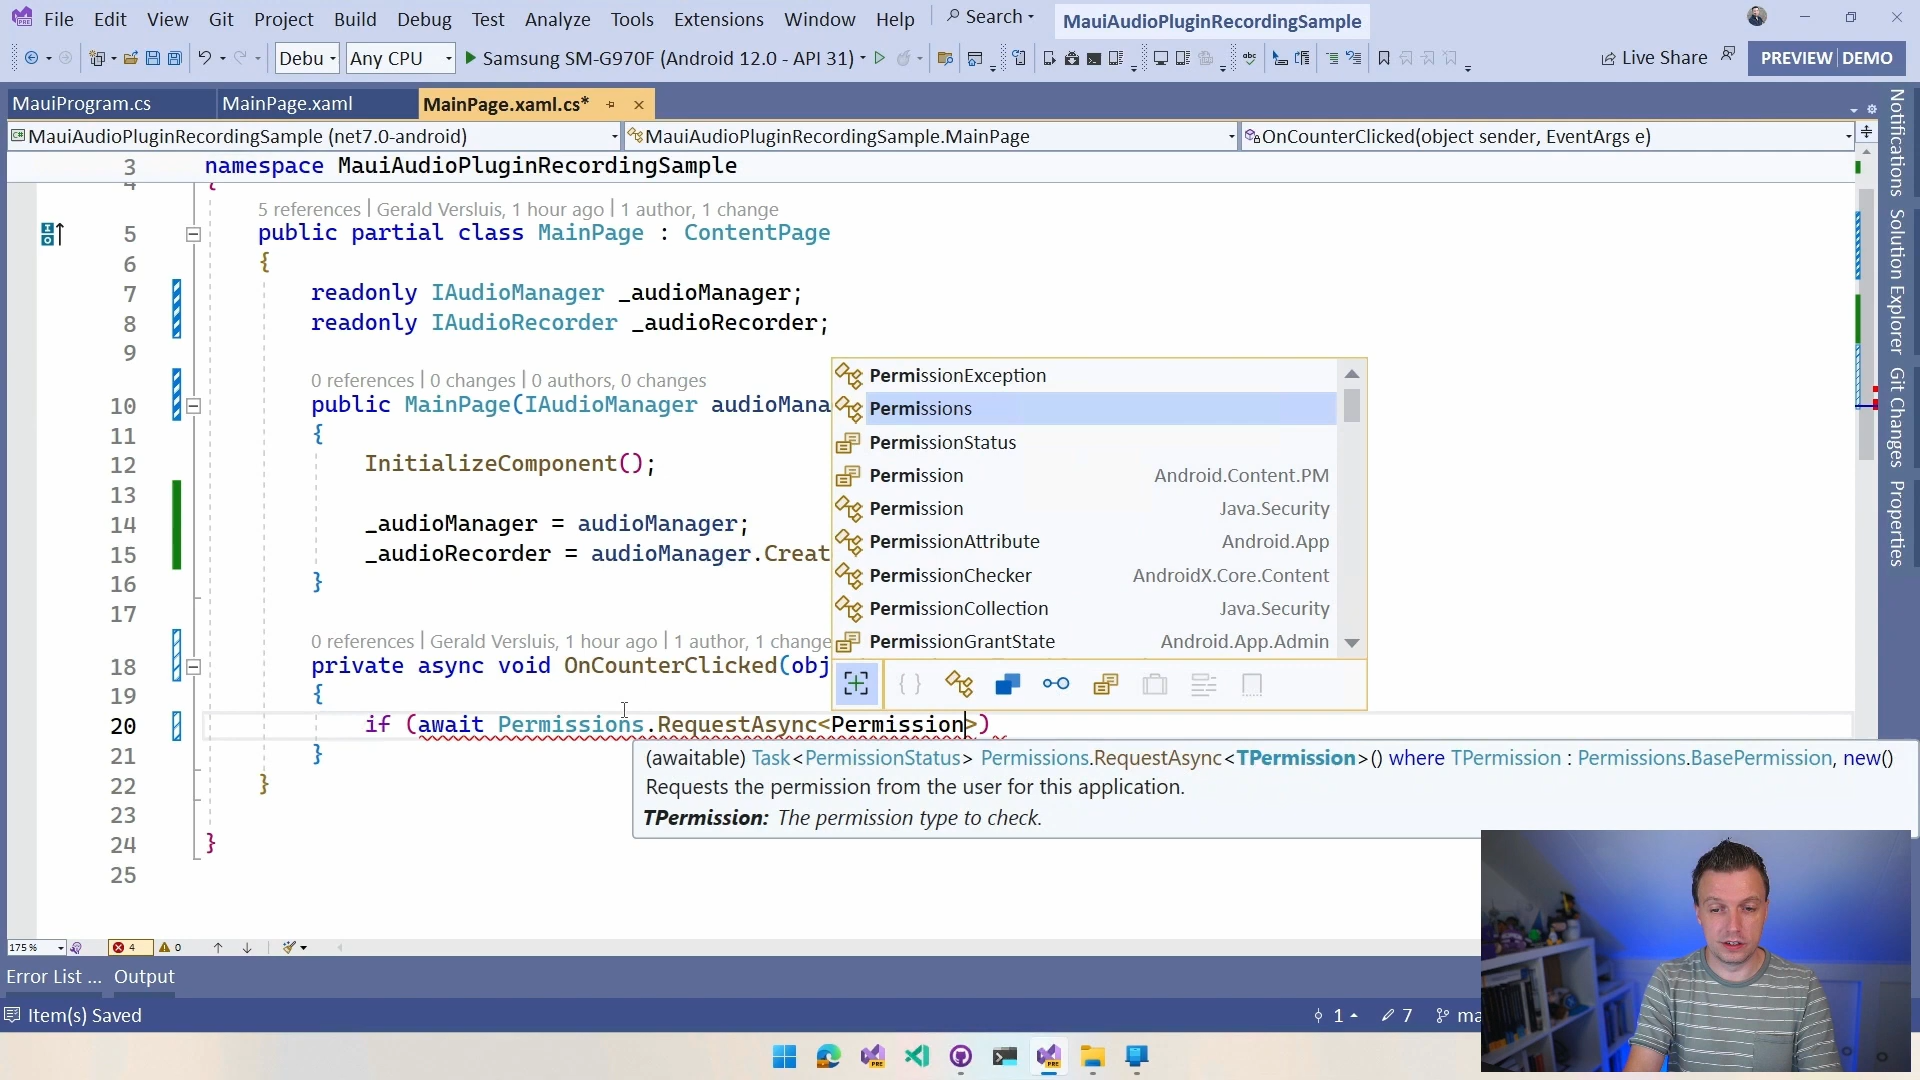 File Edit View Git Project Build Debug Test Analyze Tools Extensions Window Help Search MauiAudioPluginRecordingSample
Debu Any CPU Samsung SM-G970F (Android 12.0 - API 31) Live Share PREVIEW DEMO
MauiProgram.cs MainPage.xaml MainPage.xaml.cs*
MauiAudioPluginRecordingSample (net7.0-android) MauiAudioPluginRecordingSample.MainPage OnCounterClicked(object sender, EventArgs e)
3 namespace MauiAudioPluginRecordingSample
4 {
5 references | Gerald Versluis, 1 hour ago | 1 author, 1 change
5 public partial class MainPage : ContentPage
6 {
7 readonly IAudioManager _audioManager;
8 readonly IAudioRecorder _audioRecorder;
9
0 references | 0 changes | 0 authors, 0 changes
10 public MainPage(IAudioManager audioMana
11 {
12 InitializeComponent();
13
14 _audioManager = audioManager;
15 _audioRecorder = audioManager.Creat
16 }
17
0 references | Gerald Versluis, 1 hour ago | 1 author, 1 change
18 private async void OnCounterClicked(obj
19 {
20 if (await Permissions.RequestAsync<Permission>)
21 }
22 }
23
24 }
25
PermissionException
Permissions
PermissionStatus
Permission Android.Content.PM
Permission Java.Security
PermissionAttribute Android.App
PermissionChecker AndroidX.Core.Content
PermissionCollection Java.Security
PermissionGrantState Android.App.Admin
(awaitable) Task<PermissionStatus> Permissions.RequestAsync<TPermission>() where TPermission : Permissions.BasePermission, new()
Requests the permission from the user for this application.
TPermission: The permission type to check.
Notifications
Solution Explorer
Git Changes
Properties
175 % 4 0
Error List ... Output
Item(s) Saved 1 7 ma